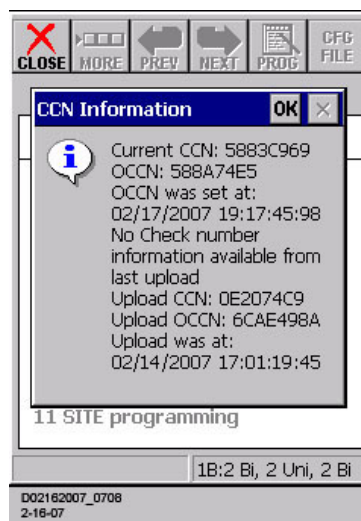 CLOSE MORE PREV NEXT PROG CFG FILE
CCN Information OK
Current CCN: 5883C969
OCCN: 588A74E5
OCCN was set at:
02/17/2007 19:17:45:98
No Check number
information available from
last upload
Upload CCN: 0E2074C9
Upload OCCN: 6CAE498A
Upload was at:
02/14/2007 17:01:19:45
11 SITE programming
1B:2 Bi, 2 Uni, 2 Bi
D02162007_0708
2-16-07